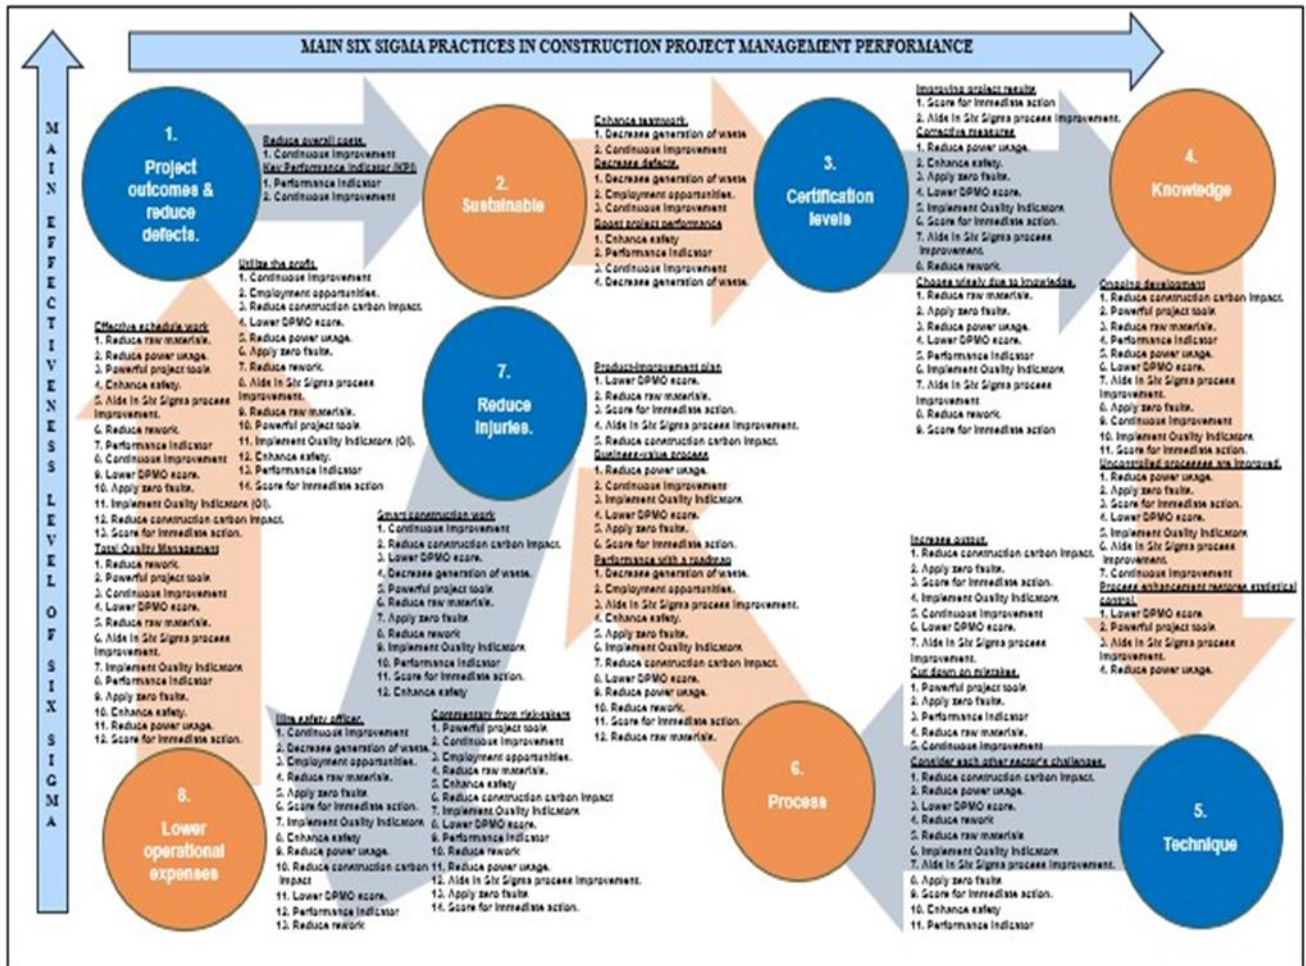 MAIN SIX SIGMA PRACTICES IN CONSTRUCTION PROJECT MANAGEMENT PERFORMANCE
MAIN EFFECTIVENESS LEVEL OF SIX SIGMA
1.
Project
outcomes &
reduce
defects.
Reduce overall costs.
1. Continuous Improvement
Key Performance Indicator (KPI)
1. Performance Indicator
2. Continuous Improvement
2.
Sustainable
Enhance teamwork.
1. Decrease generation of waste
2. Continuous Improvement
Decrease defects.
1. Decrease generation of waste
2. Employment opportunities.
3. Continuous Improvement
Boost project performance
1. Enhance safety
2. Performance Indicator
3. Continuous Improvement
4. Decrease generation of waste.
3.
Certification
levels
Improving project results
1. Score for Immediate action
2. Aids in Six Sigma process improvement.
Corrective measures
1. Reduce power usage.
2. Enhance safety.
3. Apply zero faults.
4. Lower DPMO score.
5. Implement Quality Indicators
6. Score for Immediate action.
7. Aids in Six Sigma process
improvement.
8. Reduce rework.
Choose wisely due to knowledge.
1. Reduce raw materials.
2. Apply zero faults.
3. Reduce power usage.
4. Lower DPMO score.
5. Performance Indicator
6. Implement Quality Indicators
7. Aids in Six Sigma process
improvement
8. Reduce rework.
9. Score for Immediate action
4.
Knowledge
Ongoing development
1. Reduce construction carbon impact.
2. Powerful project tools
3. Reduce raw materials.
4. Performance Indicator
5. Reduce power usage.
6. Lower DPMO score.
7. Aids in Six Sigma process
improvement.
8. Apply zero faults.
9. Continuous Improvement
10. Implement Quality Indicators
11. Score for Immediate action.
Uncontrolled processes are improved.
1. Reduce power usage.
2. Apply zero faults.
3. Score for Immediate action.
4. Lower DPMO score.
5. Implement Quality Indicators
6. Aids in Six Sigma process
improvement.
7. Continuous Improvement
Process enhancement restores statistical
control.
1. Lower DPMO score
2. Powerful project tools
3. Aids in Six Sigma process
improvement.
4. Reduce power usage.
5.
Technique
Increase output.
1. Reduce construction carbon impact.
2. Apply zero faults.
3. Score for Immediate action.
4. Implement Quality Indicators
5. Continuous Improvement
6. Lower DPMO score.
7. Aids in Six Sigma process
improvement.
Cut down on mistakes.
1. Powerful project tools
2. Apply zero faults.
3. Performance Indicator
4. Reduce raw materials.
5. Continuous Improvement
Consider each other sector's challenges.
1. Reduce construction carbon impact.
2. Reduce power usage.
3. Lower DPMO score.
4. Reduce rework
5. Reduce raw materials
6. Implement Quality Indicators
7. Aids in Six Sigma process improvement.
8. Apply zero faults
9. Score for Immediate action.
10. Enhance safety
11. Performance Indicator
6.
Process
Product-improvement plan
1. Lower DPMO score.
2. Reduce raw materials.
3. Score for Immediate action.
4. Aids in Six Sigma process improvement.
5. Reduce construction carbon impact.
Business-value process
1. Reduce power usage.
2. Continuous Improvement
3. Implement Quality Indicators
4. Lower DPMO score.
5. Apply zero faults.
6. Score for Immediate action.
Performance with a roadmap
1. Decrease generation of waste.
2. Employment opportunities.
3. Aids in Six Sigma process improvement.
4. Enhance safety.
5. Apply zero faults.
6. Implement Quality Indicators
7. Reduce construction carbon impact.
8. Lower DPMO score.
9. Reduce power usage.
10. Reduce rework.
11. Score for Immediate action.
12. Reduce raw materials.
7.
Reduce
Injuries.
Smart construction work
1. Continuous Improvement
2. Reduce construction carbon impact.
3. Lower DPMO score.
4. Decrease generation of waste.
5. Powerful project tools
6. Reduce raw materials.
7. Apply zero faults
8. Reduce rework
9. Implement Quality Indicators
10. Performance Indicator
11. Score for Immediate action.
12. Enhance safety
Hire safety officer.
1. Continuous Improvement
2. Decrease generation of waste.
3. Employment opportunities.
4. Reduce raw materials.
5. Apply zero faults
6. Score for Immediate action.
7. Implement Quality Indicators
8. Enhance safety
9. Reduce power usage.
10. Reduce construction carbon
impact
11. Lower DPMO score.
12. Performance Indicator
13. Reduce rework
Commentary from risk-takers
1. Powerful project tools
2. Continuous Improvement
3. Employment opportunities.
4. Reduce raw materials.
5. Enhance safety
6. Reduce construction carbon impact
7. Implement Quality Indicators
8. Lower DPMO score.
9. Performance Indicator
10. Reduce rework
11. Reduce power usage.
12. Aids in Six Sigma process improvement.
13. Apply zero faults
14. Score for Immediate action.
8.
Lower
operational
expenses
Utilize the profit.
1. Continuous Improvement
2. Employment opportunities.
3. Reduce construction carbon impact.
4. Lower DPMO score.
5. Reduce power usage.
6. Apply zero faults.
7. Reduce rework.
8. Aids in Six Sigma process
improvement.
9. Reduce raw materials.
10. Powerful project tools
11. Implement Quality Indicators (QI).
12. Enhance safety.
13. Performance Indicator
14. Score for Immediate action
Effective schedule work
1. Reduce raw materials.
2. Reduce power usage.
3. Powerful project tools
4. Enhance safety.
5. Aids in Six Sigma process
improvement.
6. Reduce rework.
7. Performance Indicator
8. Continuous Improvement
9. Lower DPMO score.
10. Apply zero faults.
11. Implement Quality Indicators (QI).
12. Reduce construction carbon impact.
13. Score for Immediate action.
Total Quality Management
1. Reduce rework.
2. Powerful project tools
3. Continuous Improvement
4. Lower DPMO score.
5. Reduce raw materials.
6. Aids in Six Sigma process
improvement.
7. Implement Quality Indicators
8. Performance Indicator
9. Apply zero faults.
10. Enhance safety.
11. Reduce power usage.
12. Score for Immediate action.